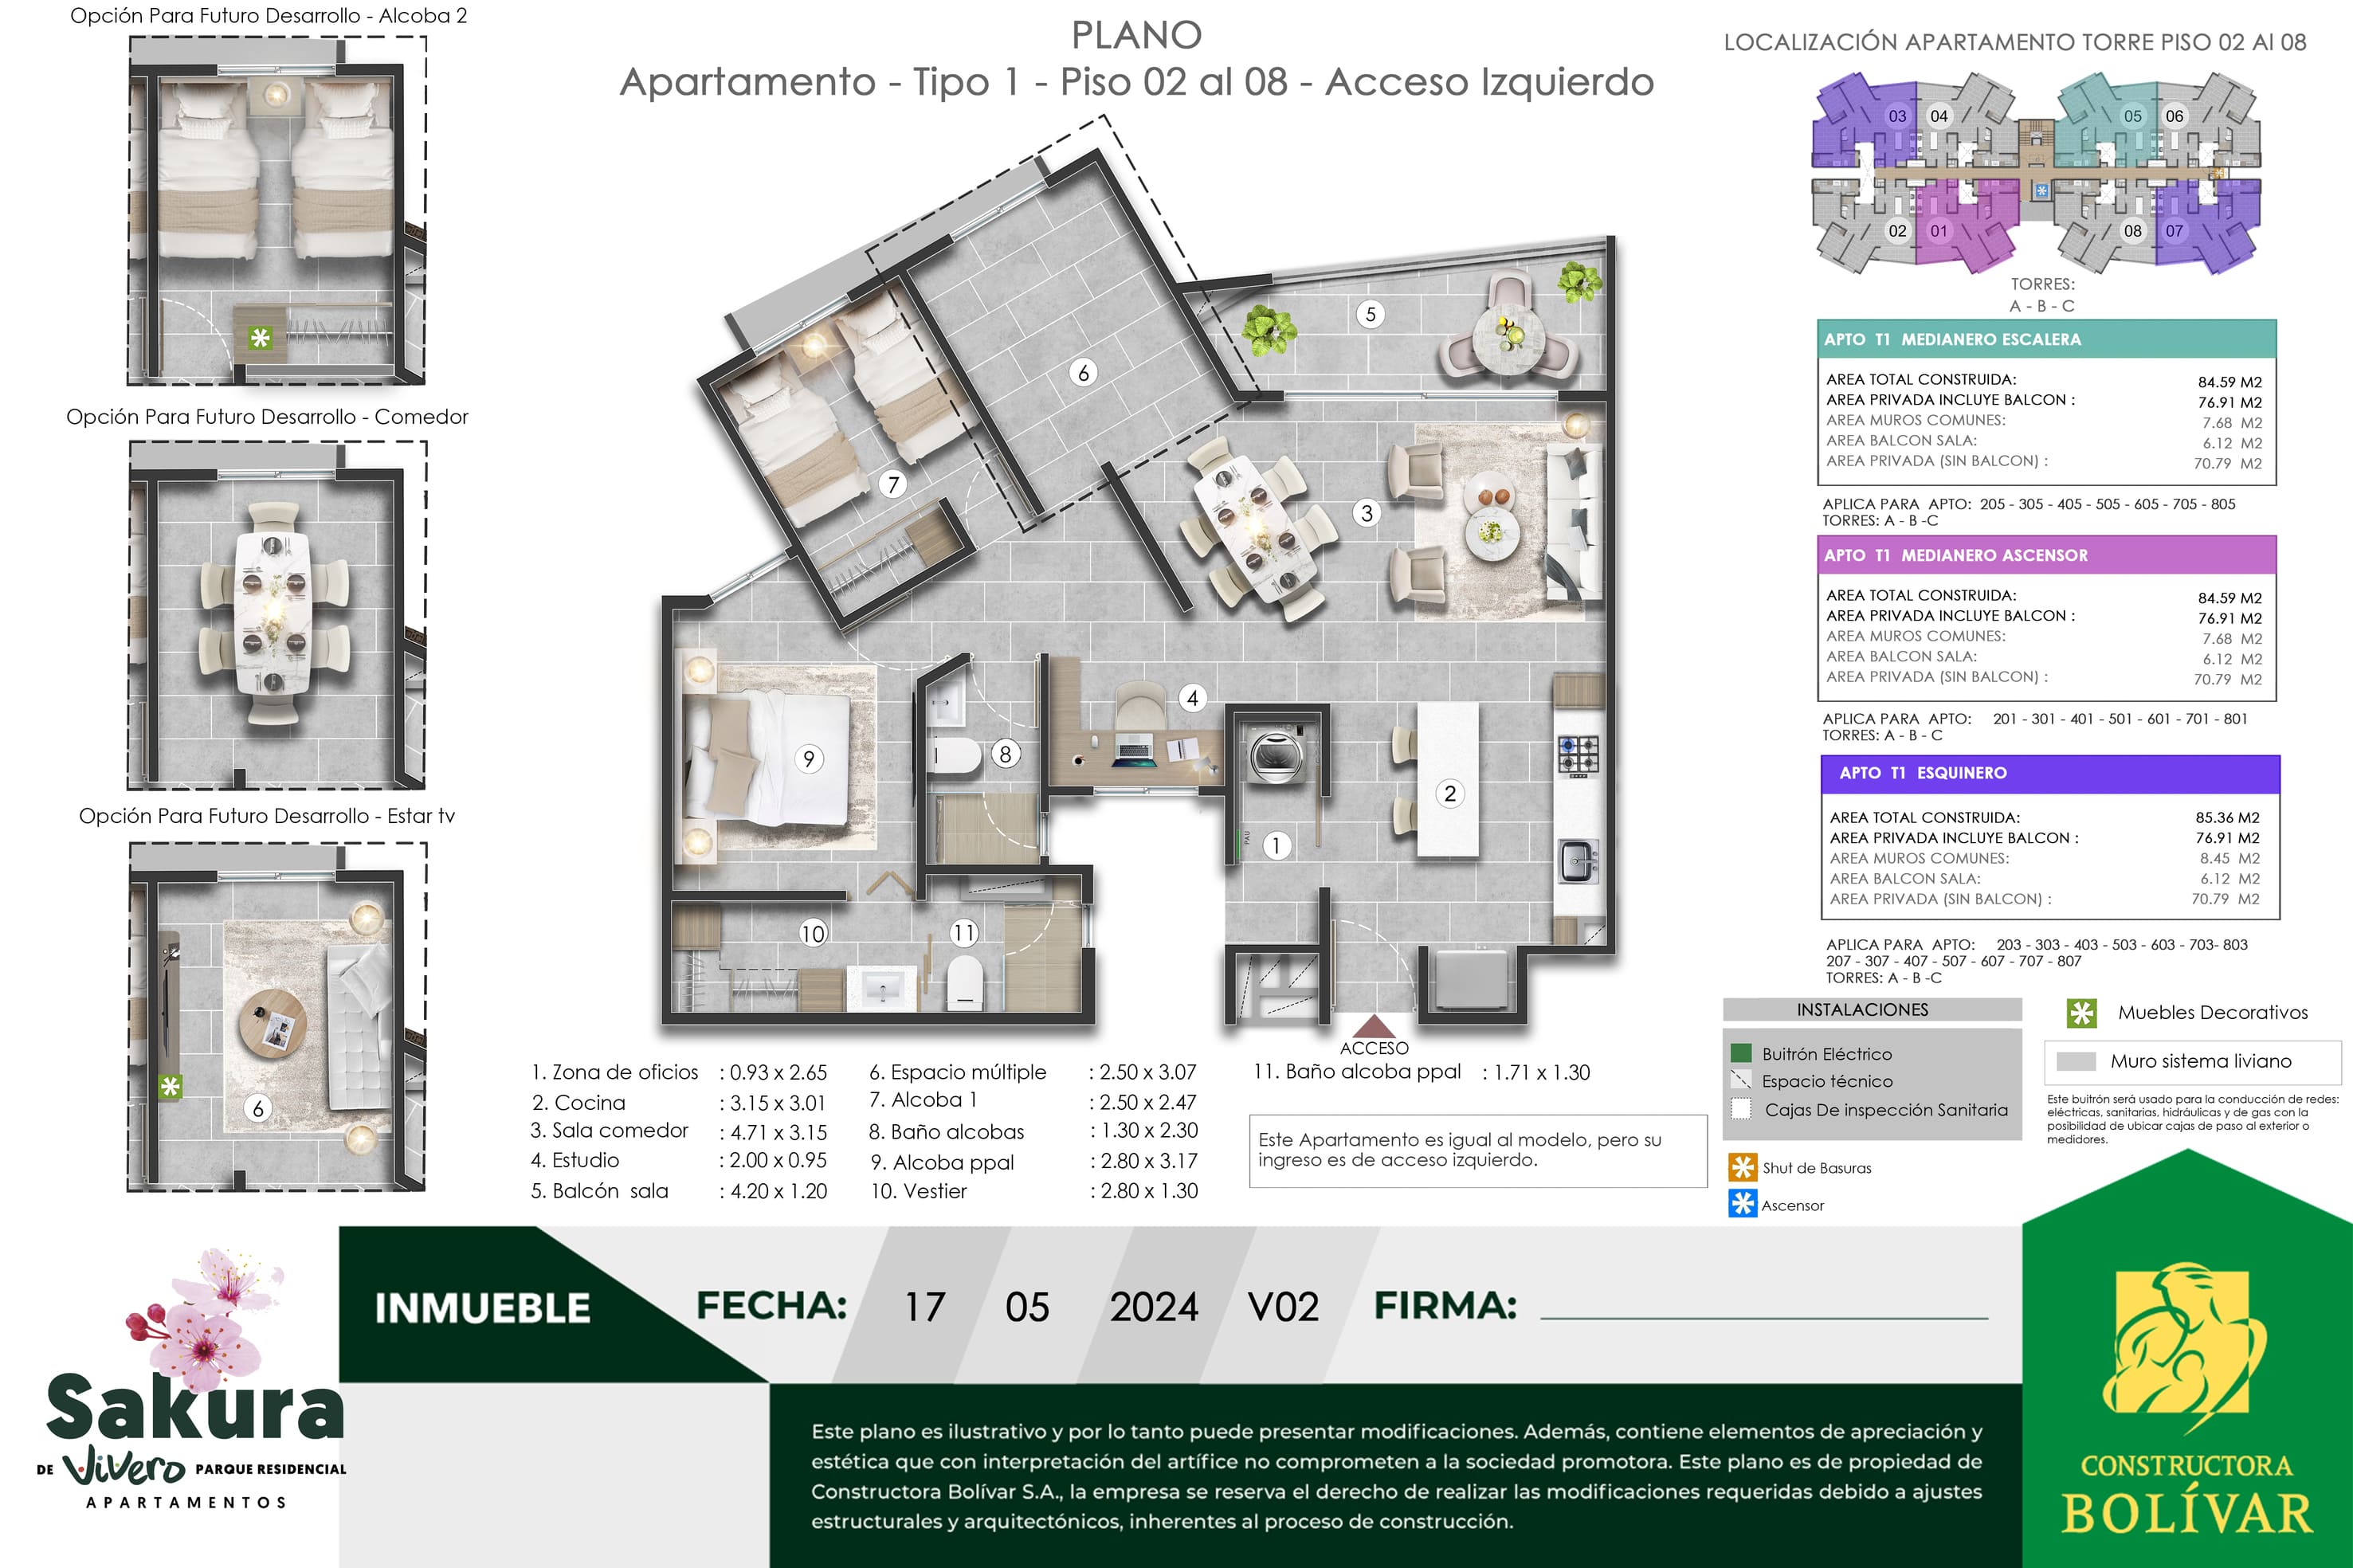 Opción Para Futuro Desarrollo - Alcoba 2
Opción Para Futuro Desarrollo - Comedor
Opción Para Futuro Desarrollo - Estar tv
6
PLANO
Apartamento - Tipo 1 - Piso 02 al 08 - Acceso Izquierdo
5
6
7
3
4
8
9
2
1
PAU
10
11
ACCESO
1. Zona de oficios : 0.93 x 2.65
2. Cocina : 3.15 x 3.01
3. Sala comedor : 4.71 x 3.15
4. Estudio : 2.00 x 0.95
5. Balcón sala : 4.20 x 1.20
6. Espacio múltiple : 2.50 x 3.07
7. Alcoba 1 : 2.50 x 2.47
8. Baño alcobas : 1.30 x 2.30
9. Alcoba ppal : 2.80 x 3.17
10. Vestier : 2.80 x 1.30
11. Baño alcoba ppal : 1.71 x 1.30
Este Apartamento es igual al modelo, pero su
ingreso es de acceso izquierdo.
LOCALIZACIÓN APARTAMENTO TORRE PISO 02 Al 08
03 04 05 06
02 01 08 07
TORRES:
A - B - C
APTO T1 MEDIANERO ESCALERA
AREA TOTAL CONSTRUIDA: 84.59 M2
AREA PRIVADA INCLUYE BALCON : 76.91 M2
AREA MUROS COMUNES: 7.68 M2
AREA BALCON SALA: 6.12 M2
AREA PRIVADA (SIN BALCON) : 70.79 M2
APLICA PARA APTO: 205 - 305 - 405 - 505 - 605 - 705 - 805
TORRES: A - B -C
APTO T1 MEDIANERO ASCENSOR
AREA TOTAL CONSTRUIDA: 84.59 M2
AREA PRIVADA INCLUYE BALCON : 76.91 M2
AREA MUROS COMUNES: 7.68 M2
AREA BALCON SALA: 6.12 M2
AREA PRIVADA (SIN BALCON) : 70.79 M2
APLICA PARA APTO: 201 - 301 - 401 - 501 - 601 - 701 - 801
TORRES: A - B - C
APTO T1 ESQUINERO
AREA TOTAL CONSTRUIDA: 85.36 M2
AREA PRIVADA INCLUYE BALCON : 76.91 M2
AREA MUROS COMUNES: 8.45 M2
AREA BALCON SALA: 6.12 M2
AREA PRIVADA (SIN BALCON) : 70.79 M2
APLICA PARA APTO: 203 - 303 - 403 - 503 - 603 - 703- 803
207 - 307 - 407 - 507 - 607 - 707 - 807
TORRES: A - B -C
INSTALACIONES
Buitrón Eléctrico
Espacio técnico
Cajas De inspección Sanitaria
Shut de Basuras
Ascensor
Muebles Decorativos
Muro sistema liviano
Este buitrón será usado para la conducción de redes:
eléctricas, sanitarias, hidráulicas y de gas con la
posibilidad de ubicar cajas de paso al exterior o
medidores.
Sakura
DE Vivero PARQUE RESIDENCIAL
APARTAMENTOS
INMUEBLE
FECHA: 17 05 2024 V02 FIRMA:
Este plano es ilustrativo y por lo tanto puede presentar modificaciones. Además, contiene elementos de apreciación y
estética que con interpretación del artífice no comprometen a la sociedad promotora. Este plano es de propiedad de
Constructora Bolívar S.A., la empresa se reserva el derecho de realizar las modificaciones requeridas debido a ajustes
estructurales y arquitectónicos, inherentes al proceso de construcción.
CONSTRUCTORA
BOLÍVAR